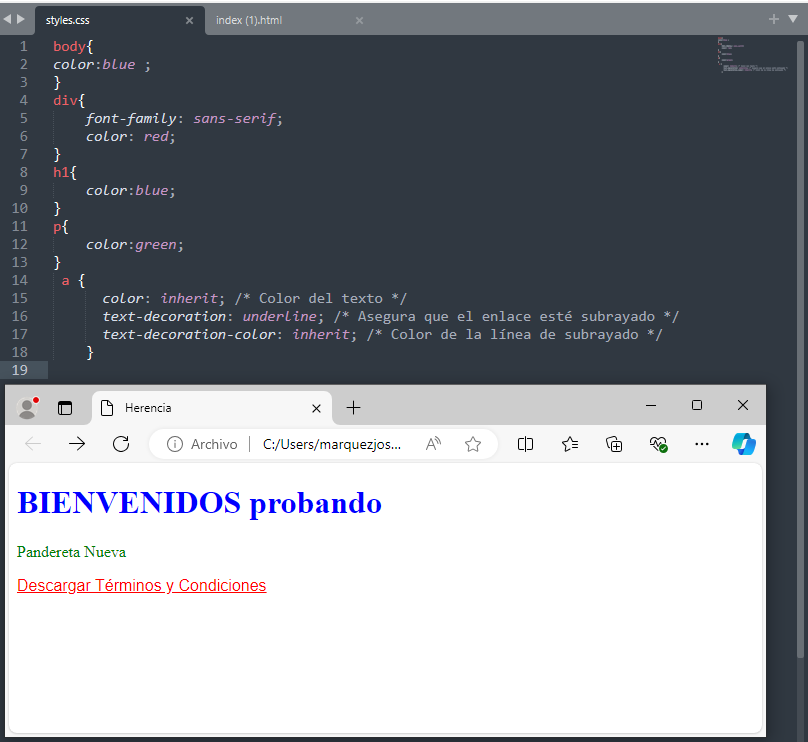 styles.css
index (1).html
1 body{
2 color:blue ;
3 }
4 div{
5 font-family: sans-serif;
6 color: red;
7 }
8 h1{
9 color:blue;
10 }
11 p{
12 color:green;
13 }
14 a {
15 color: inherit; /* Color del texto */
16 text-decoration: underline; /* Asegura que el enlace esté subrayado */
17 text-decoration-color: inherit; /* Color de la línea de subrayado */
18 }
19
Herencia
Archivo C:/Users/marquezjos...
BIENVENIDOS probando
Pandereta Nueva
Descargar Términos y Condiciones